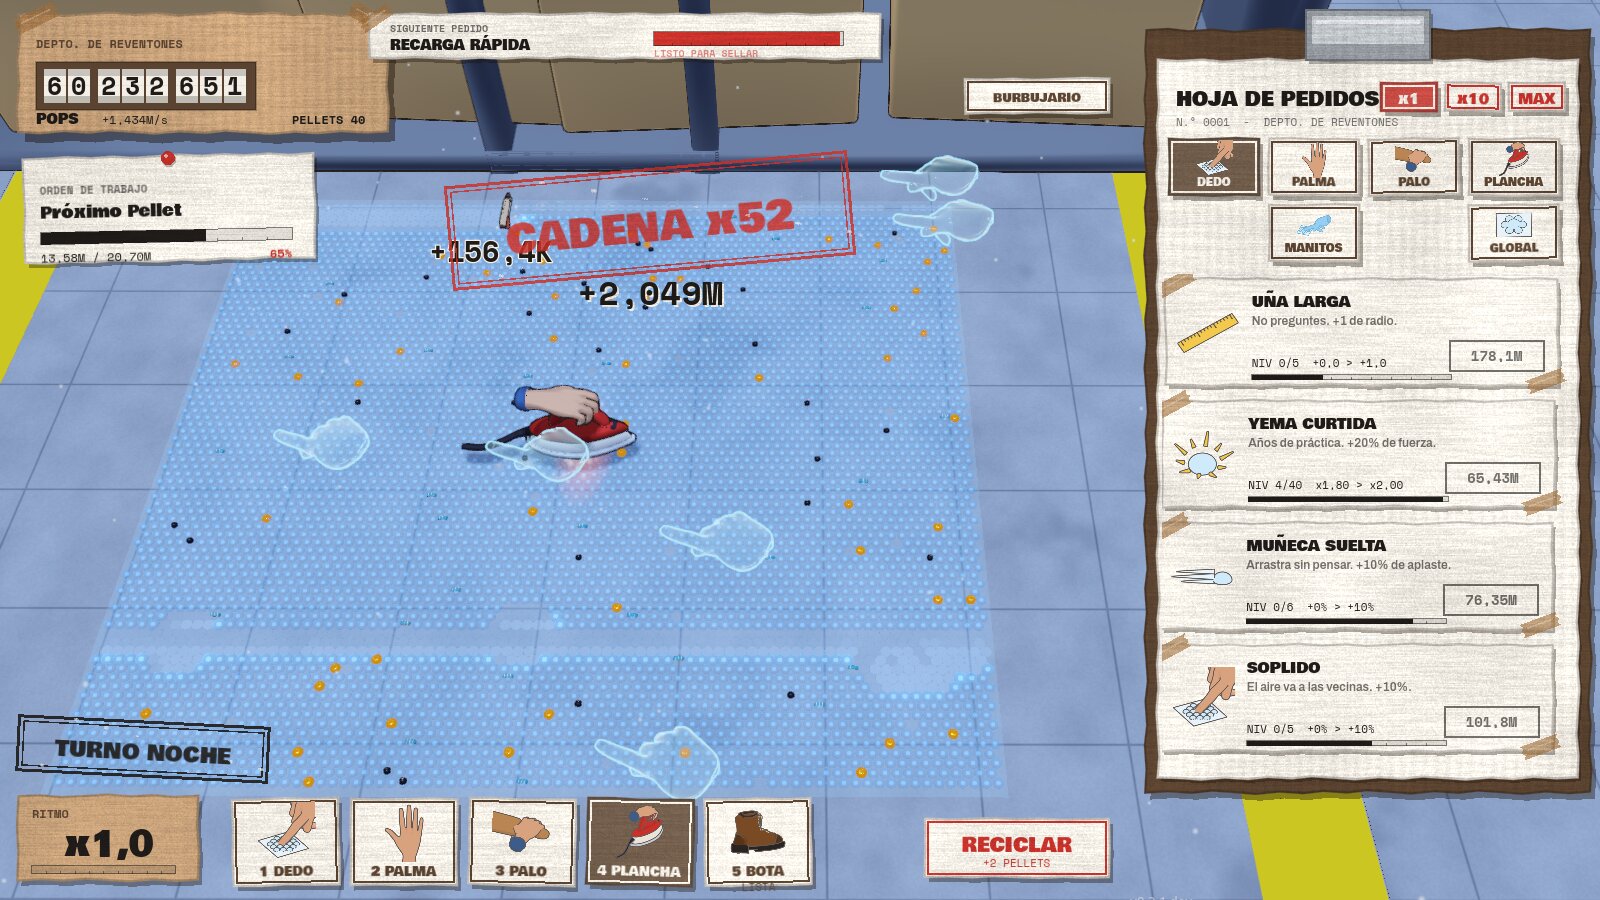 DEPTO. DE REVENTONES
60 232 651
POPS +1,434M/s PELLETS 40
SIGUIENTE PEDIDO
RECARGA RÁPIDA
LISTO PARA SELLAR
BURBUJARIO
ORDEN DE TRABAJO
Próximo Pellet
13,58M / 20,70M 65%
CADENA x52
+156,4K
+2,049M
HOJA DE PEDIDOS x1 x10 MAX
N.° 0001 - DEPTO. DE REVENTONES
DEDO PALMA PALO PLANCHA
MANITOS GLOBAL
UÑA LARGA
No preguntes. +1 de radio.
NIV 0/5 +0,0 > +1,0 178,1M
YEMA CURTIDA
Años de práctica. +20% de fuerza.
NIV 4/40 x1,80 > x2,00 65,43M
MUÑECA SUELTA
Arrastra sin pensar. +10% de aplaste.
NIV 0/6 +0% > +10% 76,35M
SOPLIDO
El aire va a las vecinas. +10%.
NIV 0/5 +0% > +10% 101,8M
TURNO NOCHE
RITMO
x1,0
1 DEDO 2 PALMA 3 PALO 4 PLANCHA 5 BOTA
LISTA
RECICLAR
+2 PELLETS